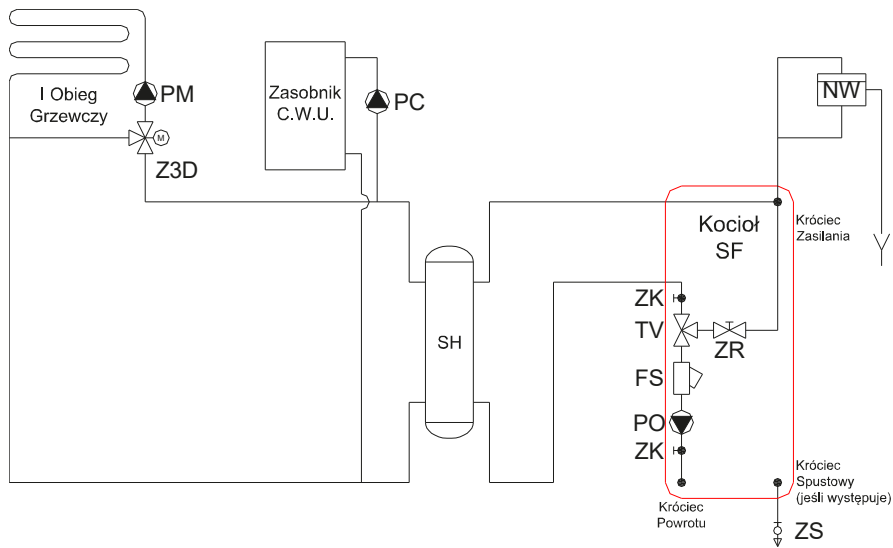 I Obieg
Grzewczy
PM
M
Z3D
Zasobnik
C.W.U.
PC
NW
Kocioł
SF
Króciec
Zasilania
ZK
TV
ZR
SH
FS
PO
ZK
Króciec
Powrotu
Króciec
Spustowy
(jeśli występuje)
ZS